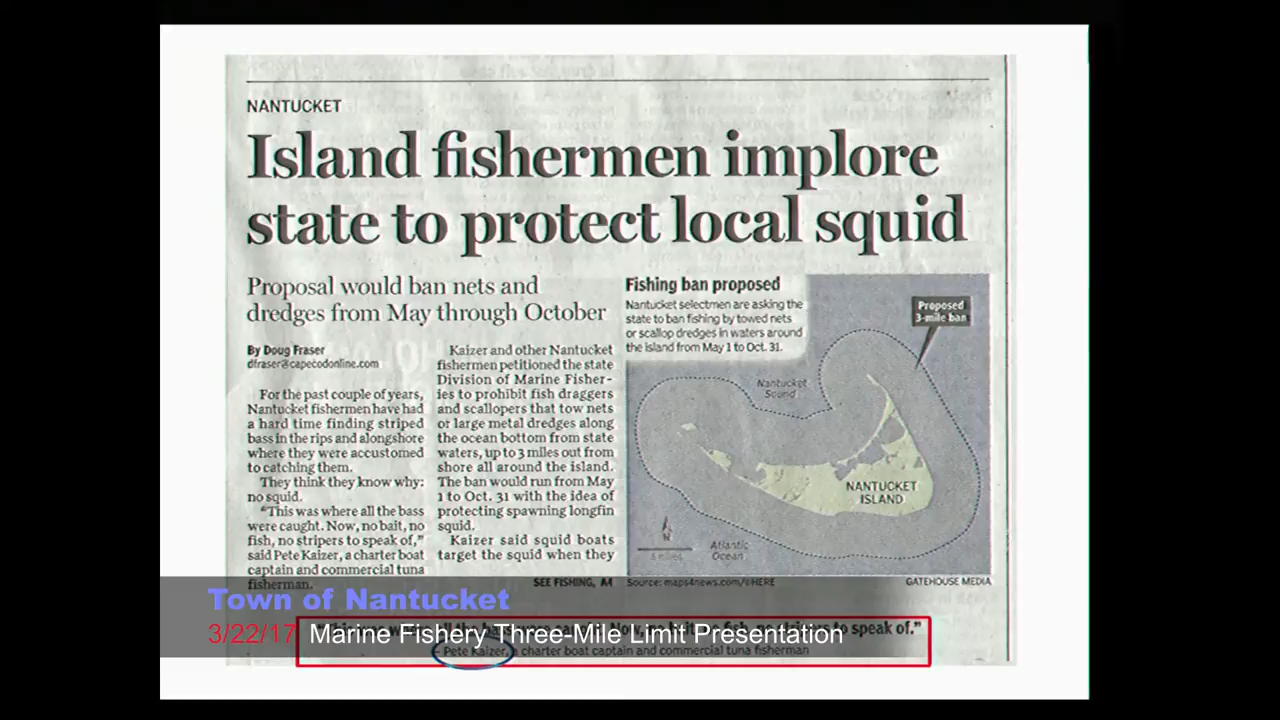 NANTUCKET
Island fishermen implore
state to protect local squid
Proposal would ban nets and
dredges from May through October
By Doug Fraser
dfraser@capecodonline.com
For the past couple of years,
Nantucket fishermen have had
a hard time finding striped
bass in the rips and alongshore
where they were accustomed
to catching them.
They think they know why:
no squid.
“This was where all the bass
were caught. Now, no bait, no
fish, no stripers to speak of,”
said Pete Kaizer, a charter boat
captain and commercial tuna
fisherman.
Kaizer and other Nantucket
fishermen petitioned the state
Division of Marine Fisher-
ies to prohibit fish draggers
and scallopers that tow nets
or large metal dredges along
the ocean bottom from state
waters, up to 3 miles out from
shore all around the island.
The ban would run from May
1 to Oct. 31 with the idea of
protecting spawning longfin
squid.
Kaizer said squid boats
target the squid when they
SEE FISHING, A4
Fishing ban proposed
Nantucket selectmen are asking the
state to ban fishing by towed nets
or scallop dredges in waters around
the island from May 1 to Oct. 31.
Proposed
3-mile ban
Nantucket
Sound
NANTUCKET
ISLAND
N
Atlantic
Ocean
Source: maps4news.com/©HERE
GATEHOUSE MEDIA
Town of Nantucket
3/22/17 Marine Fishery Three-Mile Limit Presentation
to speak of.”
Pete Kaizer, a charter boat captain and commercial tuna fisherman